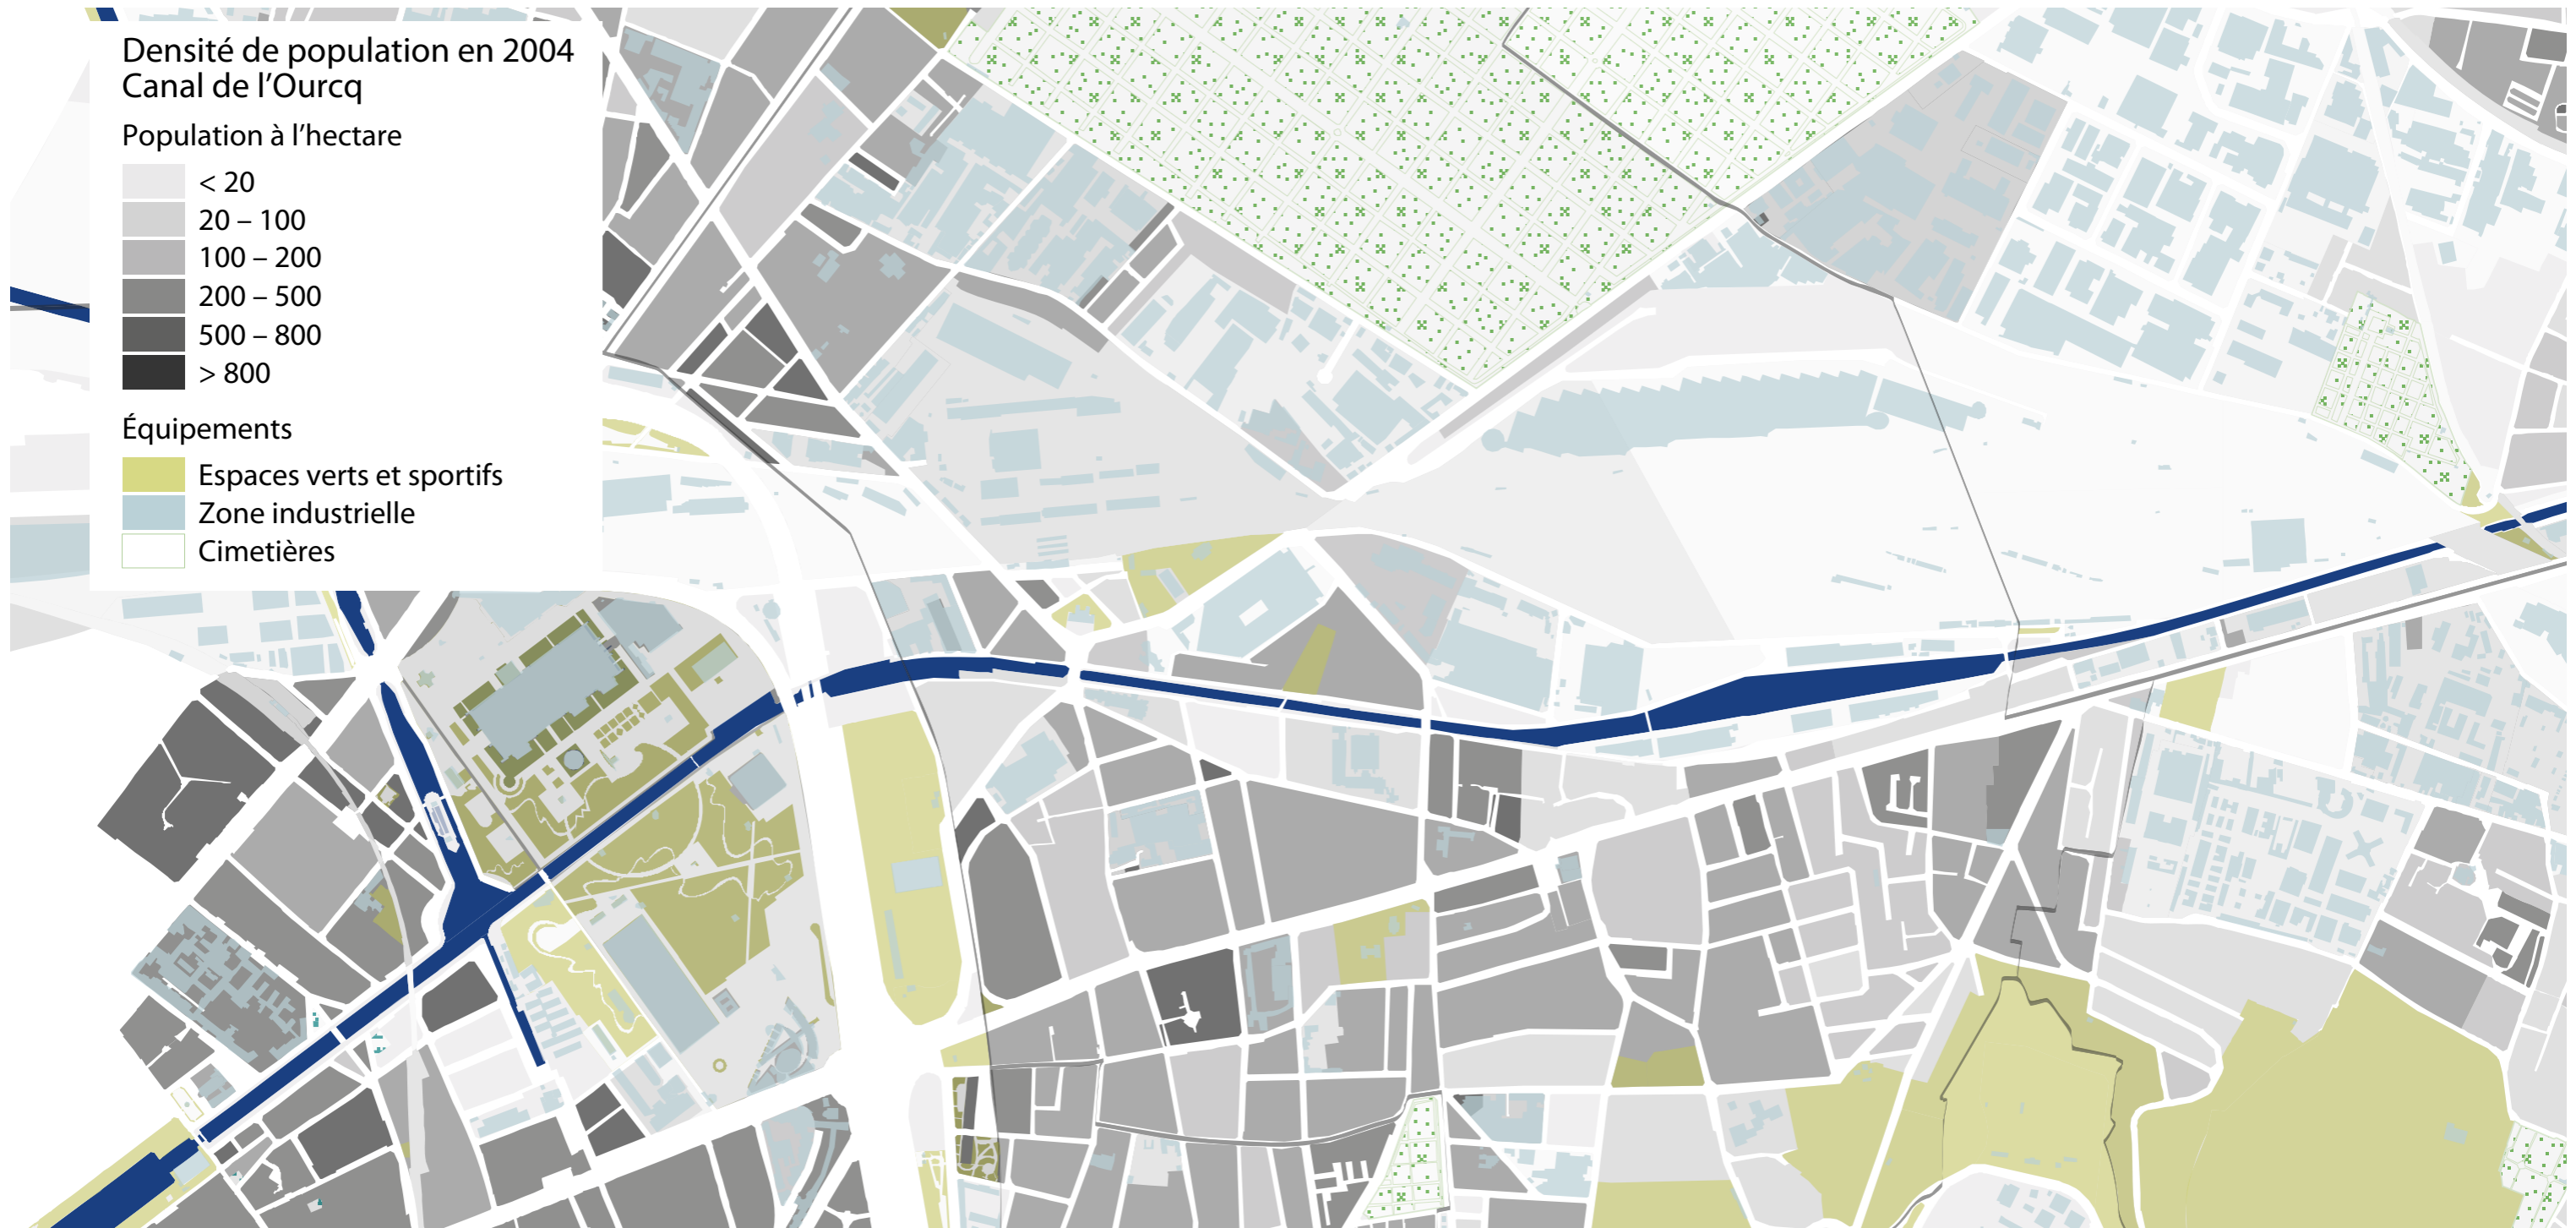 Densité de population en 2004
Canal de l’Ourcq
Population à l’hectare
< 20
20 – 100
100 – 200
200 – 500
500 – 800
> 800
Équipements
Espaces verts et sportifs
Zone industrielle
Cimetières